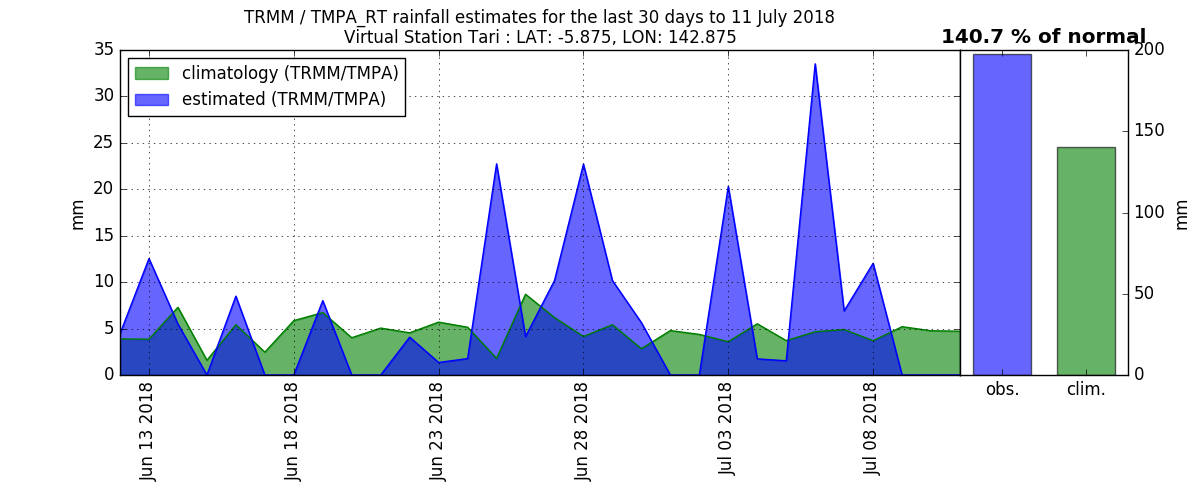 TRMM / TMPA_RT rainfall estimates for the last 30 days to 11 July 2018
Virtual Station Tari : LAT: -5.875, LON: 142.875
140.7 % of normal
climatology (TRMM/TMPA)
estimated (TRMM/TMPA)
35
30
25
20
15
10
5
0
mm
Jun 13 2018
Jun 18 2018
Jun 23 2018
Jun 28 2018
Jul 03 2018
Jul 08 2018
obs.
clim.
200
150
100
50
0
mm